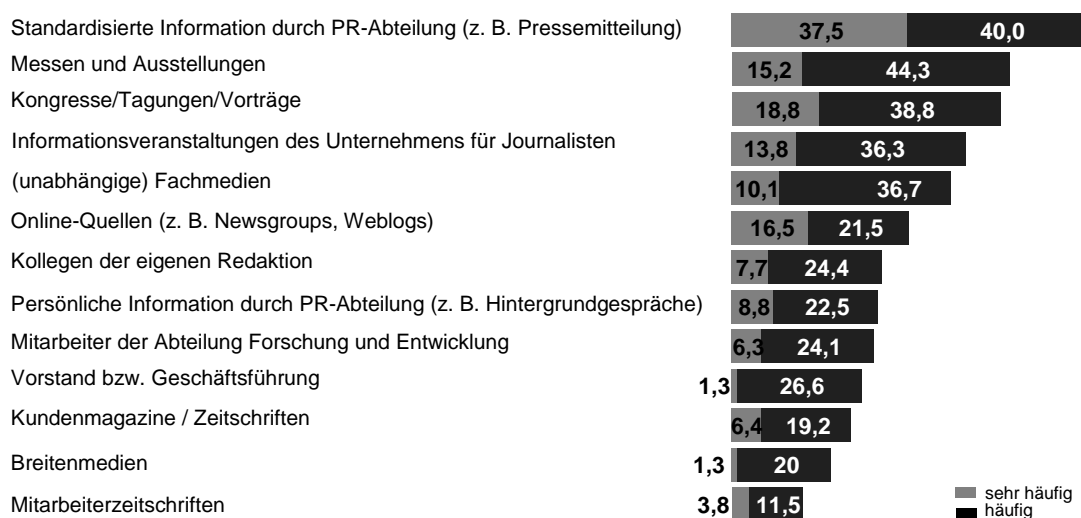 Standardisierte Information durch PR-Abteilung (z. B. Pressemitteilung) 37,5 40,0
Messen und Ausstellungen 15,2 44,3
Kongresse/Tagungen/Vorträge 18,8 38,8
Informationsveranstaltungen des Unternehmens für Journalisten 13,8 36,3
(unabhängige) Fachmedien 10,1 36,7
Online-Quellen (z. B. Newsgroups, Weblogs) 16,5 21,5
Kollegen der eigenen Redaktion 7,7 24,4
Persönliche Information durch PR-Abteilung (z. B. Hintergrundgespräche) 8,8 22,5
Mitarbeiter der Abteilung Forschung und Entwicklung 6,3 24,1
Vorstand bzw. Geschäftsführung 1,3 26,6
Kundenmagazine / Zeitschriften 6,4 19,2
Breitenmedien 1,3 20
Mitarbeiterzeitschriften 3,8 11,5
sehr häufig
häufig